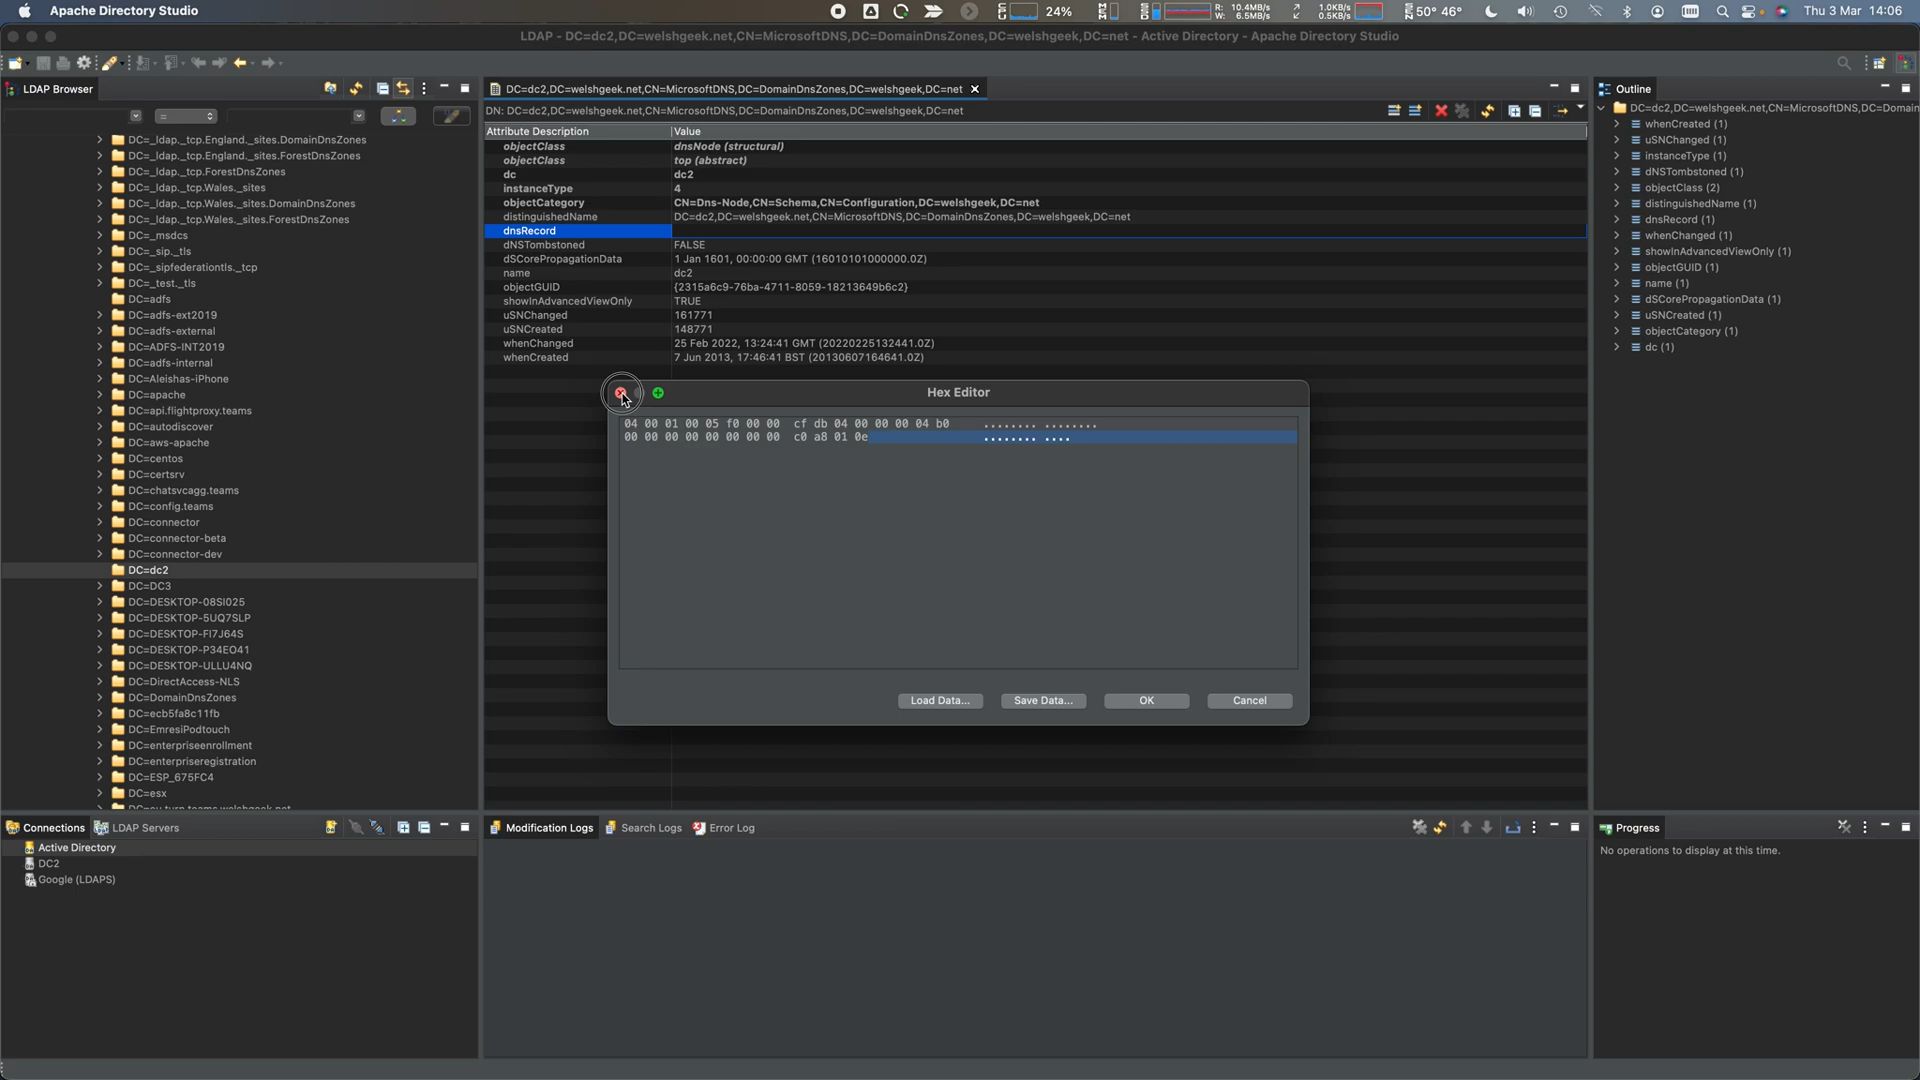 Apache Directory Studio
24%
R: 10.4MB/s
W: 6.5MB/s
1.0KB/s
0.5KB/s
50° 46°
Thu 3 Mar 14:06
LDAP - DC=dc2,DC=welshgeek.net,CN=MicrosoftDNS,DC=DomainDnsZones,DC=welshgeek,DC=net - Active Directory - Apache Directory Studio
LDAP Browser
=
DC=_ldap._tcp.England._sites.DomainDnsZones
DC=_ldap._tcp.England._sites.ForestDnsZones
DC=_ldap._tcp.ForestDnsZones
DC=_ldap._tcp.Wales._sites
DC=_ldap._tcp.Wales._sites.DomainDnsZones
DC=_ldap._tcp.Wales._sites.ForestDnsZones
DC=_msdcs
DC=_sip._tls
DC=_sipfederationtls._tcp
DC=_test._tls
DC=adfs
DC=adfs-ext2019
DC=adfs-external
DC=ADFS-INT2019
DC=adfs-internal
DC=Aleishas-iPhone
DC=apache
DC=api.flightproxy.teams
DC=autodiscover
DC=aws-apache
DC=centos
DC=certsrv
DC=chatsvcagg.teams
DC=config.teams
DC=connector
DC=connector-beta
DC=connector-dev
DC=dc2
DC=DC3
DC=DESKTOP-08SI025
DC=DESKTOP-5UQ7SLP
DC=DESKTOP-FI7J64S
DC=DESKTOP-P34EO41
DC=DESKTOP-ULLU4NQ
DC=DirectAccess-NLS
DC=DomainDnsZones
DC=ecb5fa8c11fb
DC=EmresiPodtouch
DC=enterpriseenrollment
DC=enterpriseregistration
DC=ESP_675FC4
DC=esx
DC=eu.turn.teams.welshgeek.net
DC=dc2,DC=welshgeek.net,CN=MicrosoftDNS,DC=DomainDnsZones,DC=welshgeek,DC=net
DN: DC=dc2,DC=welshgeek.net,CN=MicrosoftDNS,DC=DomainDnsZones,DC=welshgeek,DC=net
Attribute Description Value
objectClass dnsNode (structural)
objectClass top (abstract)
dc dc2
instanceType 4
objectCategory CN=Dns-Node,CN=Schema,CN=Configuration,DC=welshgeek,DC=net
distinguishedName DC=dc2,DC=welshgeek.net,CN=MicrosoftDNS,DC=DomainDnsZones,DC=welshgeek,DC=net
dnsRecord
dNSTombstoned FALSE
dSCorePropagationData 1 Jan 1601, 00:00:00 GMT (16010101000000.0Z)
name dc2
objectGUID {2315a6c9-76ba-4711-8059-18213649b6c2}
showInAdvancedViewOnly TRUE
uSNChanged 161771
uSNCreated 148771
whenChanged 25 Feb 2022, 13:24:41 GMT (20220225132441.0Z)
whenCreated 7 Jun 2013, 17:46:41 BST (20130607164641.0Z)
Hex Editor
04 00 01 00 05 f0 00 00 cf db 04 00 00 00 04 b0 ........ ........
00 00 00 00 00 00 00 00 c0 a8 01 0e ........ ....
Load Data...
Save Data...
OK
Cancel
Outline
DC=dc2,DC=welshgeek.net,CN=MicrosoftDNS,DC=Domain
whenCreated (1)
uSNChanged (1)
instanceType (1)
dNSTombstoned (1)
objectClass (2)
distinguishedName (1)
dnsRecord (1)
whenChanged (1)
showInAdvancedViewOnly (1)
objectGUID (1)
name (1)
dSCorePropagationData (1)
uSNCreated (1)
objectCategory (1)
dc (1)
Connections
LDAP Servers
Active Directory
DC2
Google (LDAPS)
Modification Logs
Search Logs
Error Log
Progress
No operations to display at this time.